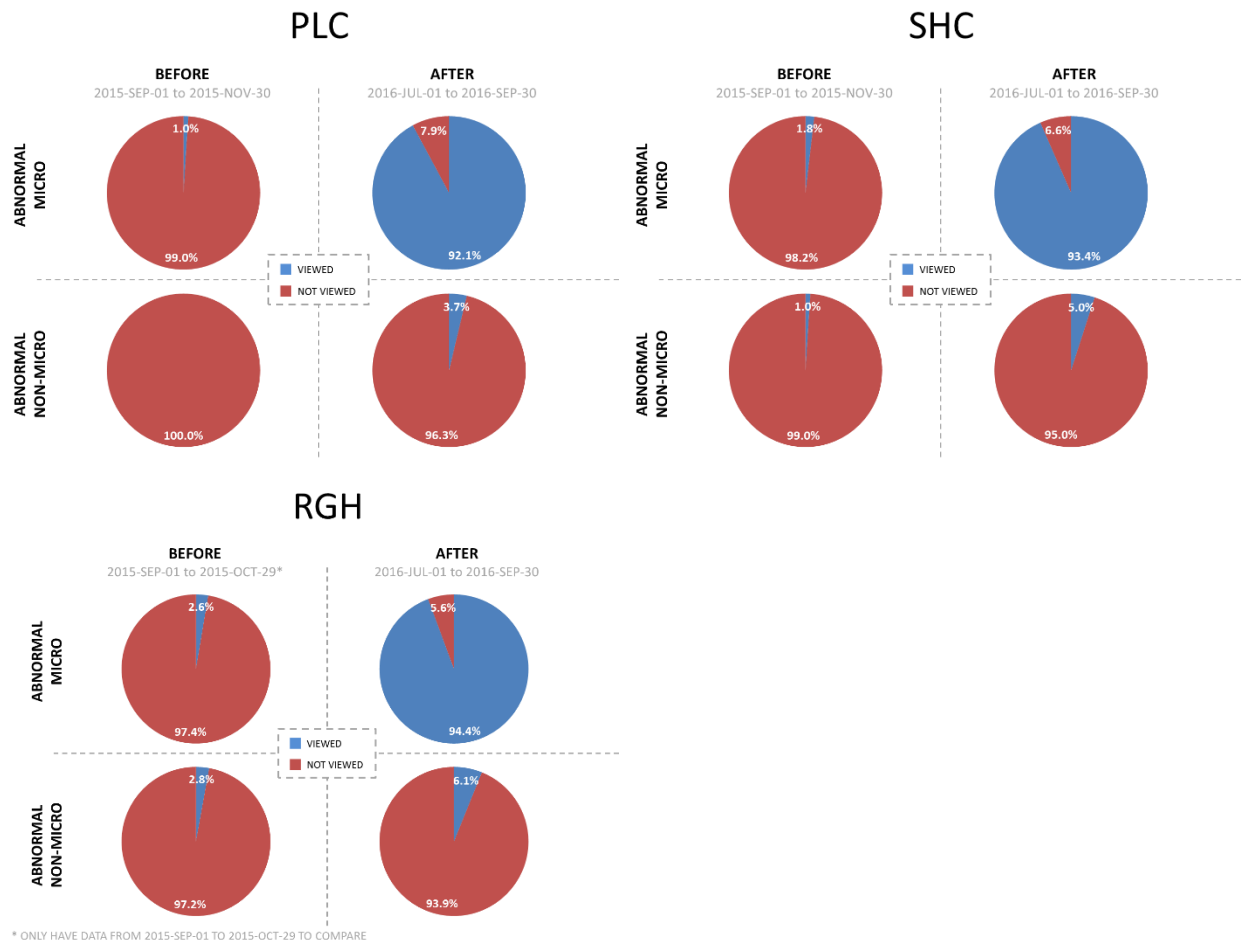 PLC
BEFORE
2015-SEP-01 to 2015-NOV-30
AFTER
2016-JUL-01 to 2016-SEP-30
ABNORMAL
MICRO
1.0%
99.0%
7.9%
92.1%
VIEWED
NOT VIEWED
ABNORMAL
NON-MICRO
100.0%
3.7%
96.3%
SHC
BEFORE
2015-SEP-01 to 2015-NOV-30
AFTER
2016-JUL-01 to 2016-SEP-30
ABNORMAL
MICRO
1.8%
98.2%
6.6%
93.4%
VIEWED
NOT VIEWED
ABNORMAL
NON-MICRO
1.0%
99.0%
5.0%
95.0%
RGH
BEFORE
2015-SEP-01 to 2015-OCT-29*
AFTER
2016-JUL-01 to 2016-SEP-30
ABNORMAL
MICRO
2.6%
97.4%
5.6%
94.4%
VIEWED
NOT VIEWED
ABNORMAL
NON-MICRO
2.8%
97.2%
6.1%
93.9%
* ONLY HAVE DATA FROM 2015-SEP-01 TO 2015-OCT-29 TO COMPARE